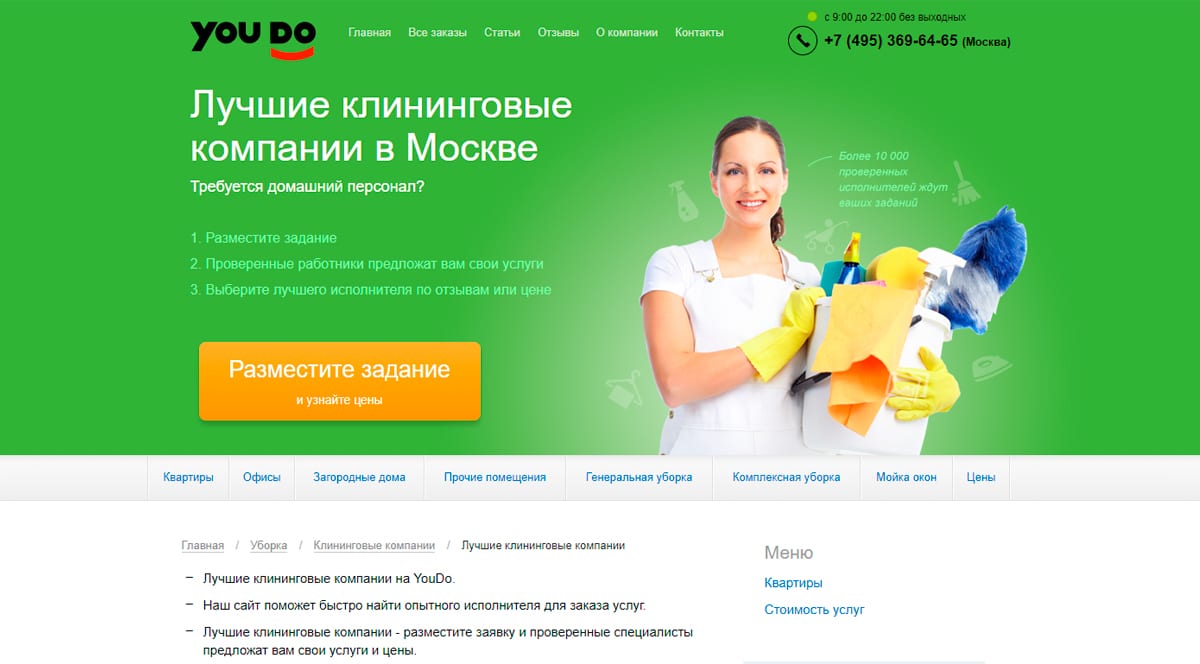 YOU DO
Главная Все заказы Статьи Отзывы О компании Контакты
с 9:00 до 22:00 без выходных
+7 (495) 369-64-65 (Москва)
Лучшие клининговые
компании в Москве
Требуется домашний персонал?
1. Разместите задание
2. Проверенные работники предложат вам свои услуги
3. Выберите лучшего исполнителя по отзывам или цене
Более 10 000
проверенных
исполнителей ждут
ваших заданий
Разместите задание
и узнайте цены
Квартиры Офисы Загородные дома Прочие помещения Генеральная уборка Комплексная уборка Мойка окон Цены
Главная / Уборка / Клининговые компании / Лучшие клининговые компании
– Лучшие клининговые компании на YouDo.
– Наш сайт поможет быстро найти опытного исполнителя для заказа услуг.
– Лучшие клининговые компании - разместите заявку и проверенные специалисты
предложат вам свои услуги и цены.
Меню
Квартиры
Стоимость услуг